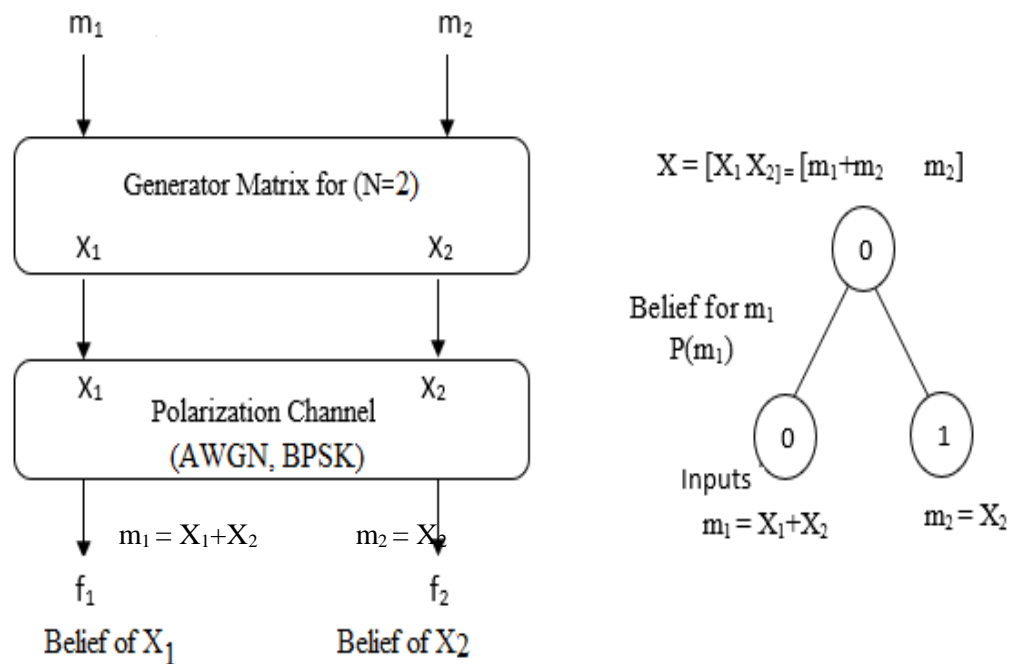 m₁ m₂
Generator Matrix for (N=2)
X₁ X₂
X₁ X₂
Polarization Channel
(AWGN, BPSK)
m₁ = X₁+X₂ m₂ = X₂
f₁ f₂
Belief of X₁ Belief of X2
X = [X₁ X₂]₌ [m₁+m₂ m₂]
0
Belief for m₁
P(m₁)
0 1
Inputs
m₁ = X₁+X₂ m₂ = X₂